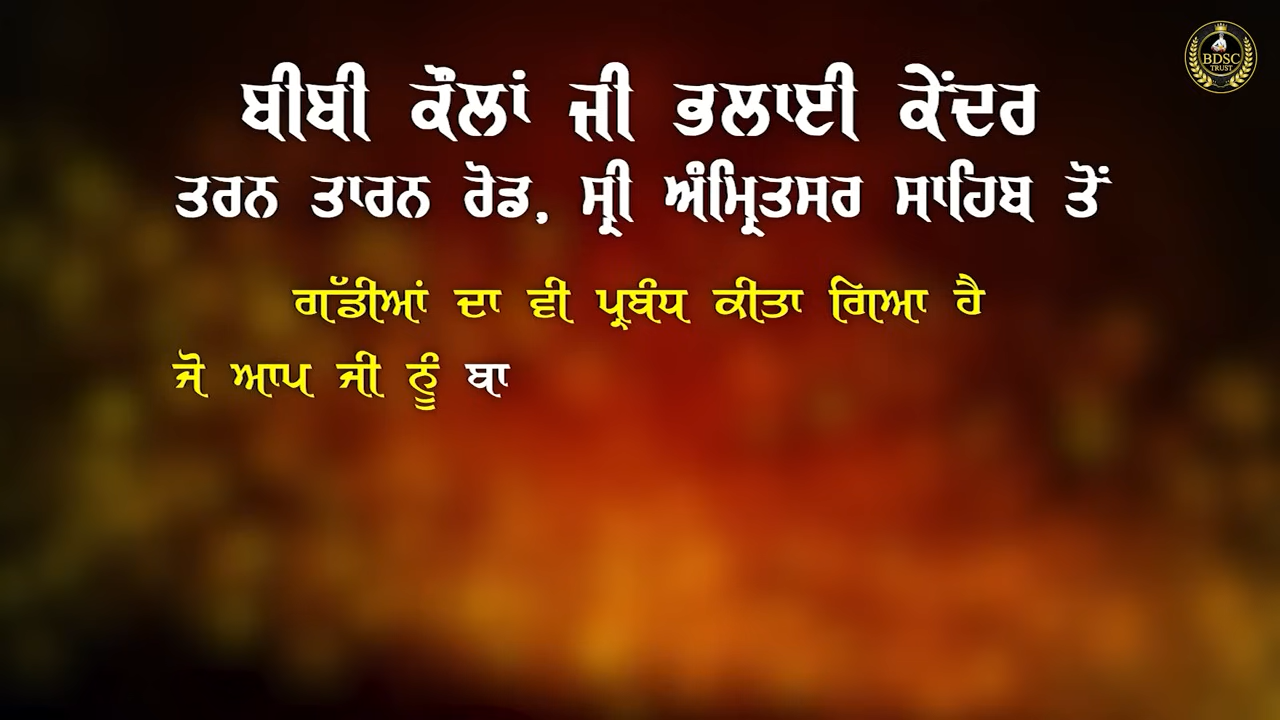 BDSC
TRUST
ਬੀਬੀ ਕੌਲਾਂ ਜੀ ਭਲਾਈ ਕੇਂਦਰ
ਤਰਨ ਤਾਰਨ ਰੋਡ, ਸ੍ਰੀ ਅੰਮ੍ਰਿਤਸਰ ਸਾਹਿਬ ਤੋਂ
ਗੱਡੀਆਂ ਦਾ ਵੀ ਪ੍ਰਬੰਧ ਕੀਤਾ ਗਿਆ ਹੈ
ਜੋ ਆਪ ਜੀ ਨੂੰ ਬਾ